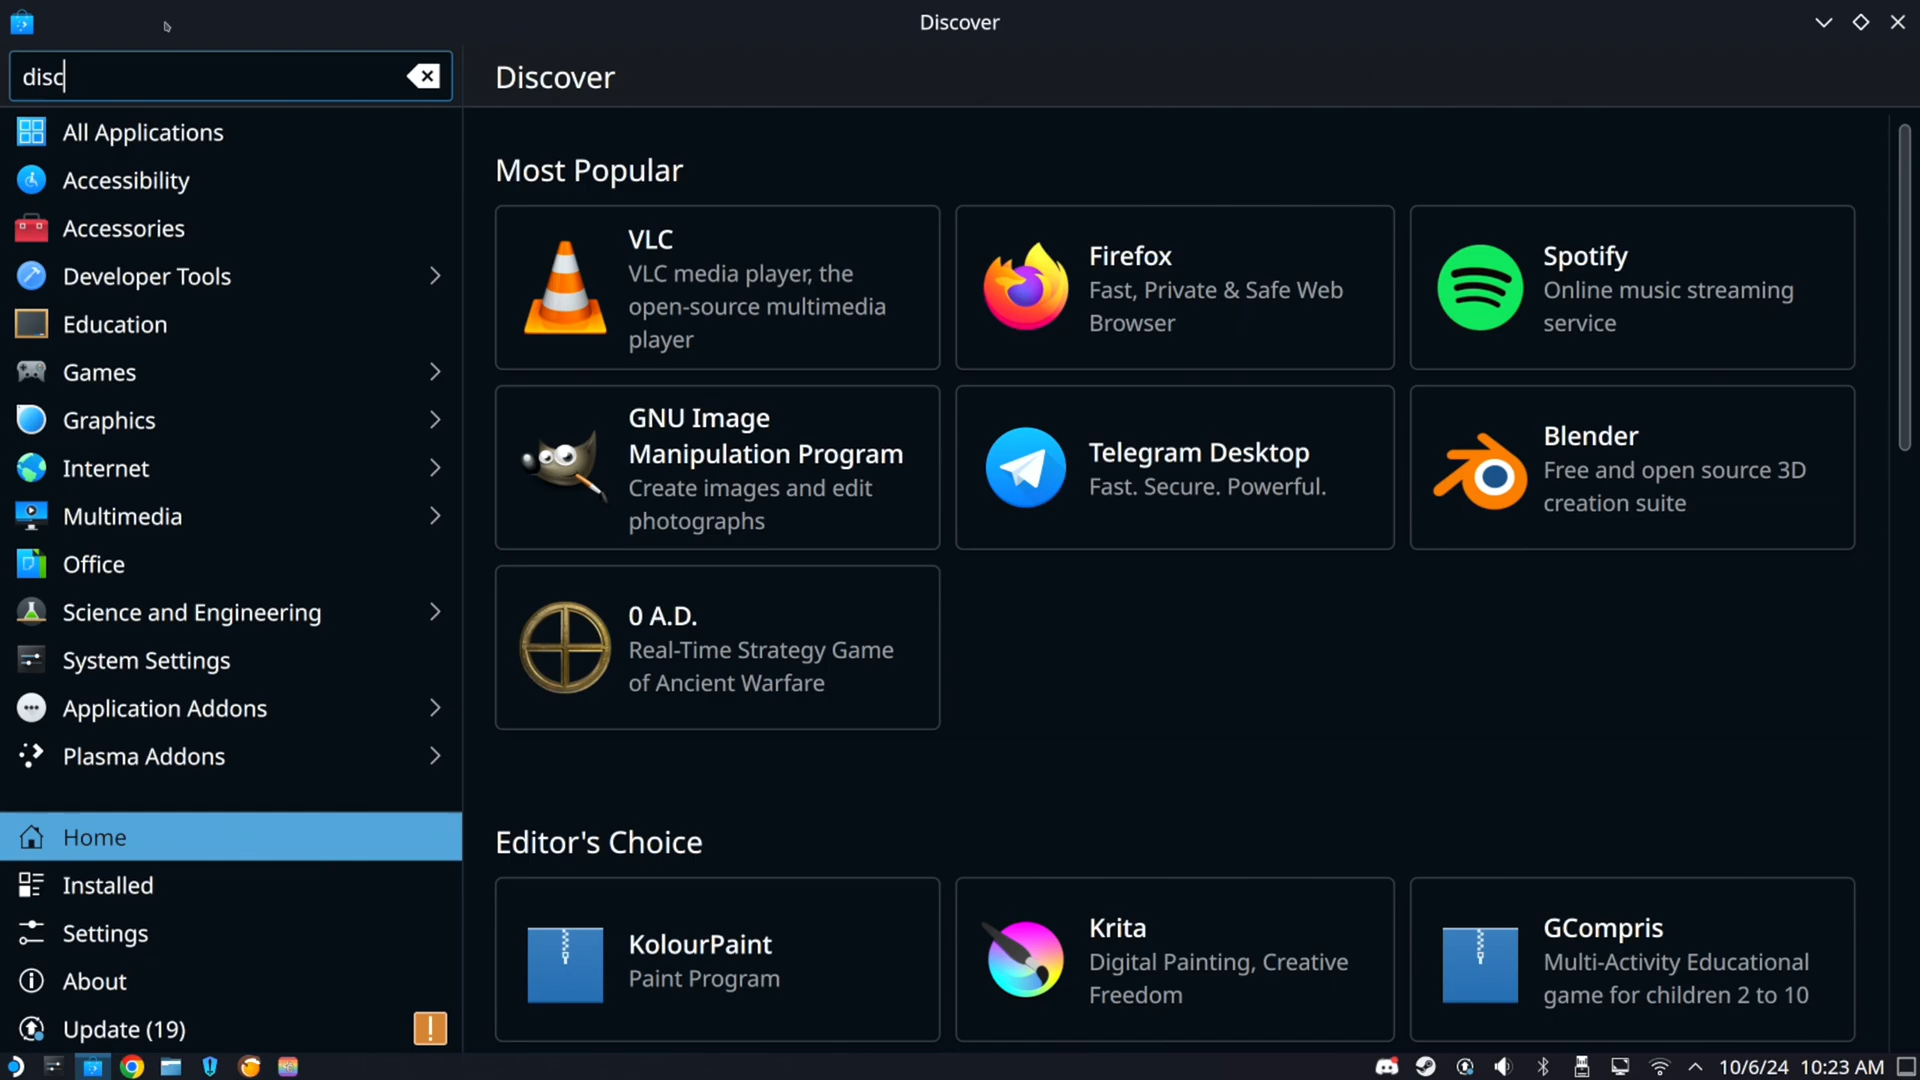 Discover
disc
Discover
All Applications
Accessibility
Accessories
Developer Tools
Education
Games
Graphics
Internet
Multimedia
Office
Science and Engineering
System Settings
Application Addons
Plasma Addons
Home
Installed
Settings
About
Update (19)
Most Popular
VLC
VLC media player, the
open-source multimedia
player
Firefox
Fast, Private & Safe Web
Browser
Spotify
Online music streaming
service
GNU Image
Manipulation Program
Create images and edit
photographs
Telegram Desktop
Fast. Secure. Powerful.
Blender
Free and open source 3D
creation suite
0 A.D.
Real-Time Strategy Game
of Ancient Warfare
Editor's Choice
KolourPaint
Paint Program
Krita
Digital Painting, Creative
Freedom
GCompris
Multi-Activity Educational
game for children 2 to 10
10/6/24 10:23 AM